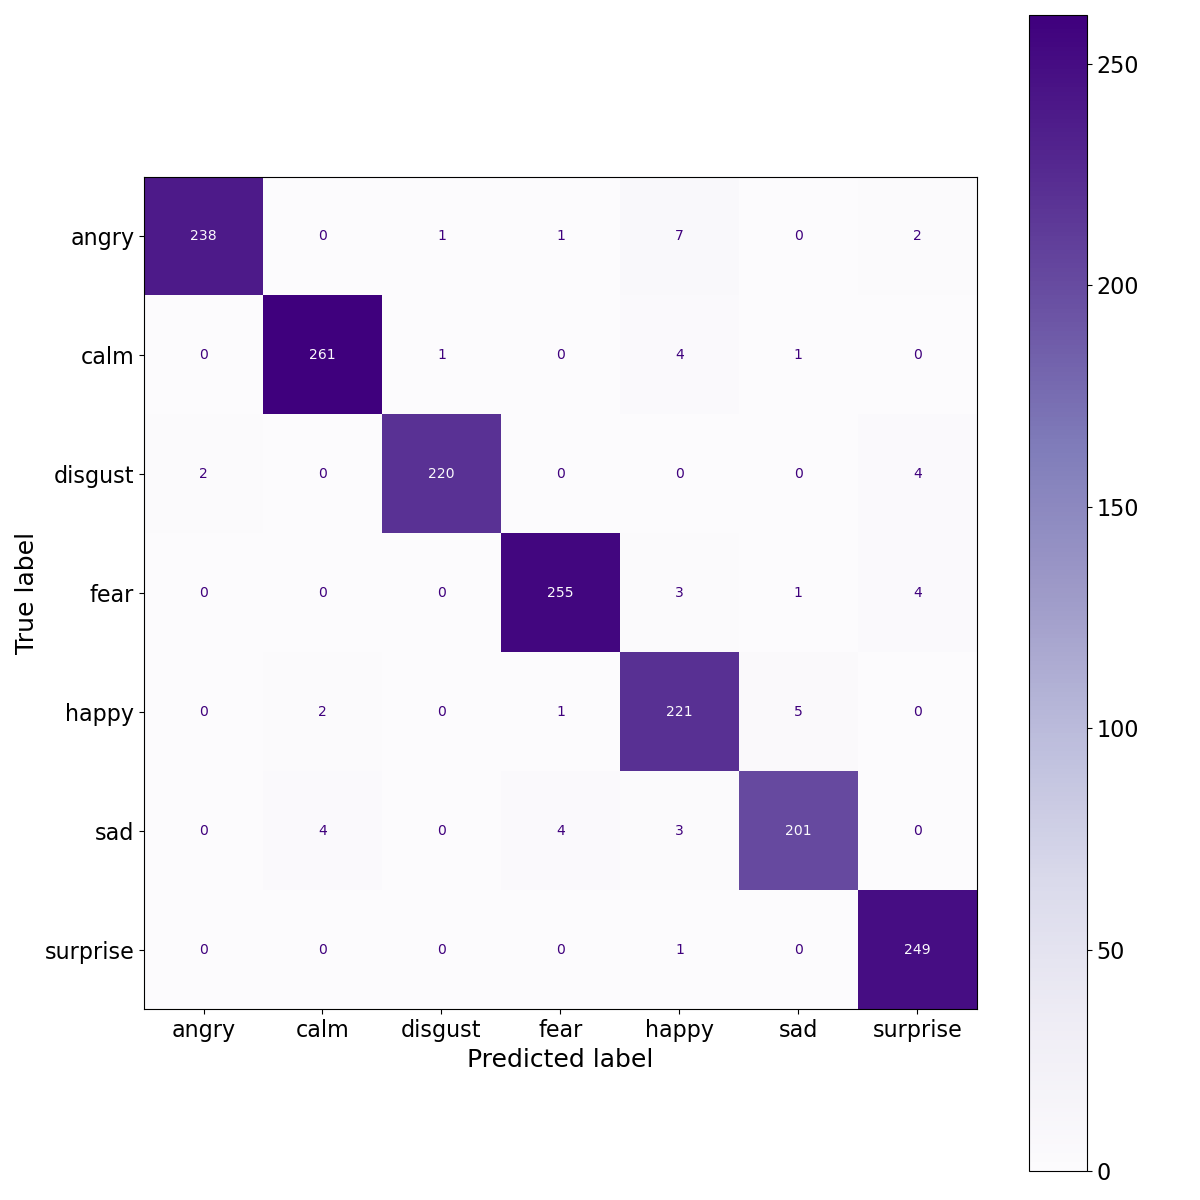 250
200
150
100
50
0
True label
angry 238 0 1 1 7 0 2
calm 0 261 1 0 4 1 0
disgust 2 0 220 0 0 0 4
fear 0 0 0 255 3 1 4
happy 0 2 0 1 221 5 0
sad 0 4 0 4 3 201 0
surprise 0 0 0 0 1 0 249
angry calm disgust fear happy sad surprise
Predicted label